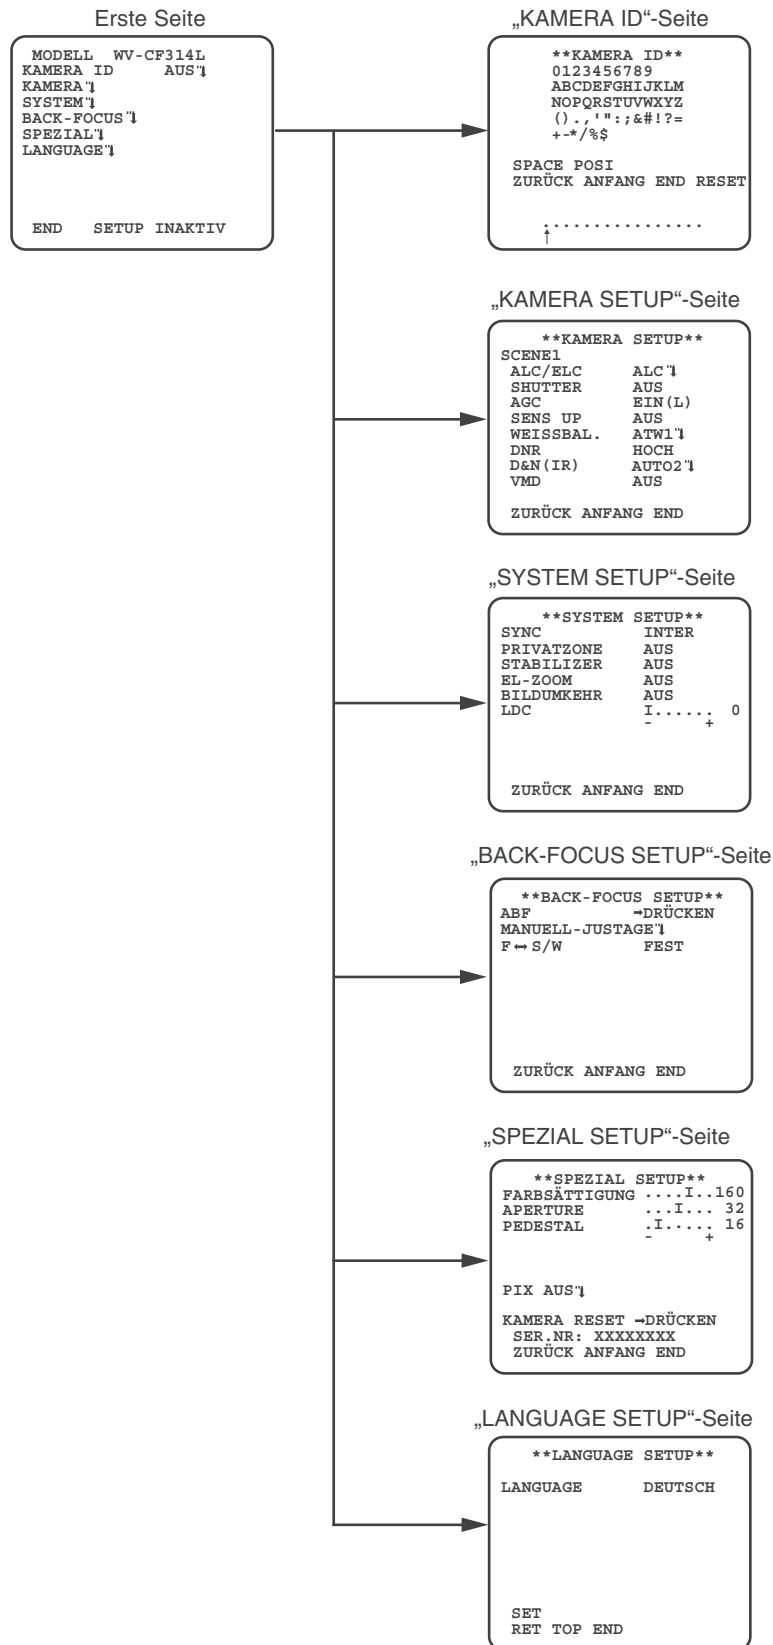 Erste Seite
MODELL WV-CF314L
KAMERA ID AUS
KAMERA
SYSTEM
BACK-FOCUS
SPEZIAL
LANGUAGE
END SETUP INAKTIV
„KAMERA ID“-Seite
**KAMERA ID**
0123456789
ABCDEFGHIJKLM
NOPQRSTUVWXYZ
().,'":;&#!?=
+-*/%$
SPACE POSI
ZURÜCK ANFANG END RESET
................
↑
„KAMERA SETUP“-Seite
**KAMERA SETUP**
SCENE1
ALC/ELC ALC
SHUTTER AUS
AGC EIN(L)
SENS UP AUS
WEISSBAL. ATW1
DNR HOCH
D&N(IR) AUTO2
VMD AUS
ZURÜCK ANFANG END
„SYSTEM SETUP“-Seite
**SYSTEM SETUP**
SYNC INTER
PRIVATZONE AUS
STABILIZER AUS
EL-ZOOM AUS
BILDUMKEHR AUS
LDC I...... 0
- +
ZURÜCK ANFANG END
„BACK-FOCUS SETUP“-Seite
**BACK-FOCUS SETUP**
ABF →DRÜCKEN
MANUELL-JUSTAGE
F↔S/W FEST
ZURÜCK ANFANG END
„SPEZIAL SETUP“-Seite
**SPEZIAL SETUP**
FARBSÄTTIGUNG ....I..160
APERTURE ...I... 32
PEDESTAL .I..... 16
- +
PIX AUS
KAMERA RESET →DRÜCKEN
SER.NR: XXXXXXXX
ZURÜCK ANFANG END
„LANGUAGE SETUP“-Seite
**LANGUAGE SETUP**
LANGUAGE DEUTSCH
SET
RET TOP END